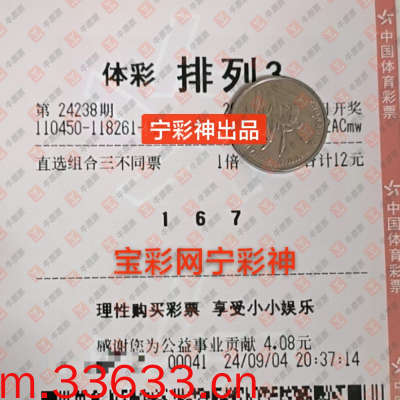 体彩 排列3
第 24238期 开奖
110450-118261- 宁彩神出品 2ACmw
直选组合三不同票 1倍 合计12元
1 6 7
宝彩网宁彩神
理性购买彩票 享受小小娱乐
感谢您为公益事业贡献 4.08元
00041 24/09/04 20:37:14
m.33633.cn
中国体育彩票
中国体育彩票